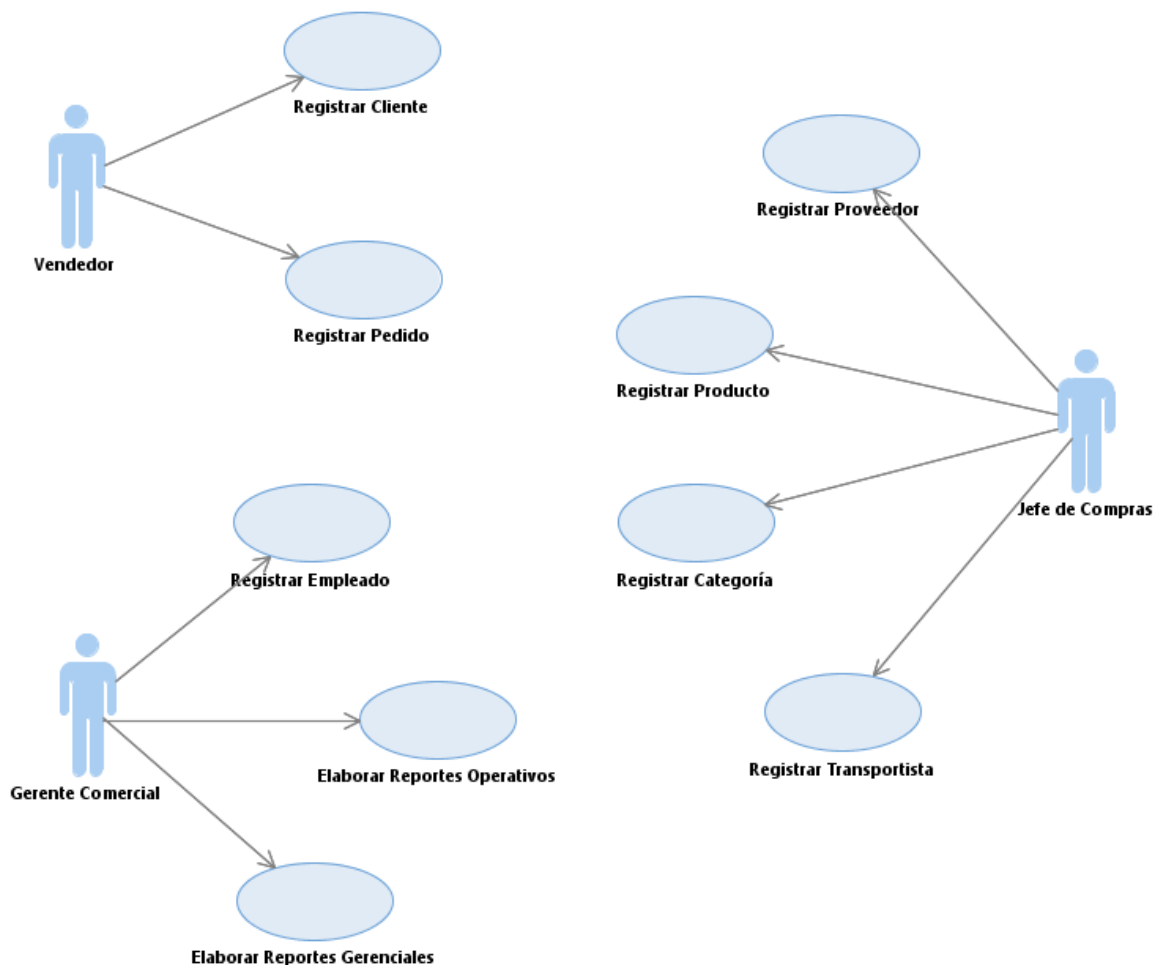 Registrar Cliente
Vendedor
Registrar Pedido
Registrar Proveedor
Registrar Producto
Jefe de Compras
Registrar Categoría
Registrar Transportista
Registrar Empleado
Gerente Comercial
Elaborar Reportes Operativos
Elaborar Reportes Gerenciales